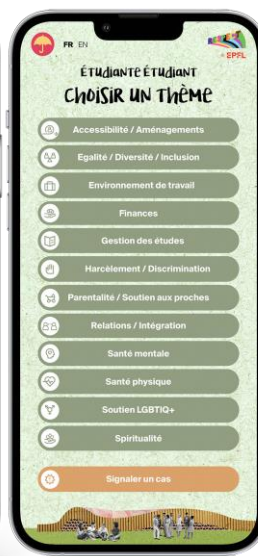 FR EN
EPFL
ÉTUDIANTE ÉTUDIANT
CHOISIR UN THÈME
Accessibilité / Aménagements
Egalité / Diversité / Inclusion
Environnement de travail
Finances
Gestion des études
Harcèlement / Discrimination
Parentalité / Soutien aux proches
Relations / Intégration
Santé mentale
Santé physique
Soutien LGBTIQ+
Spiritualité
Signaler un cas